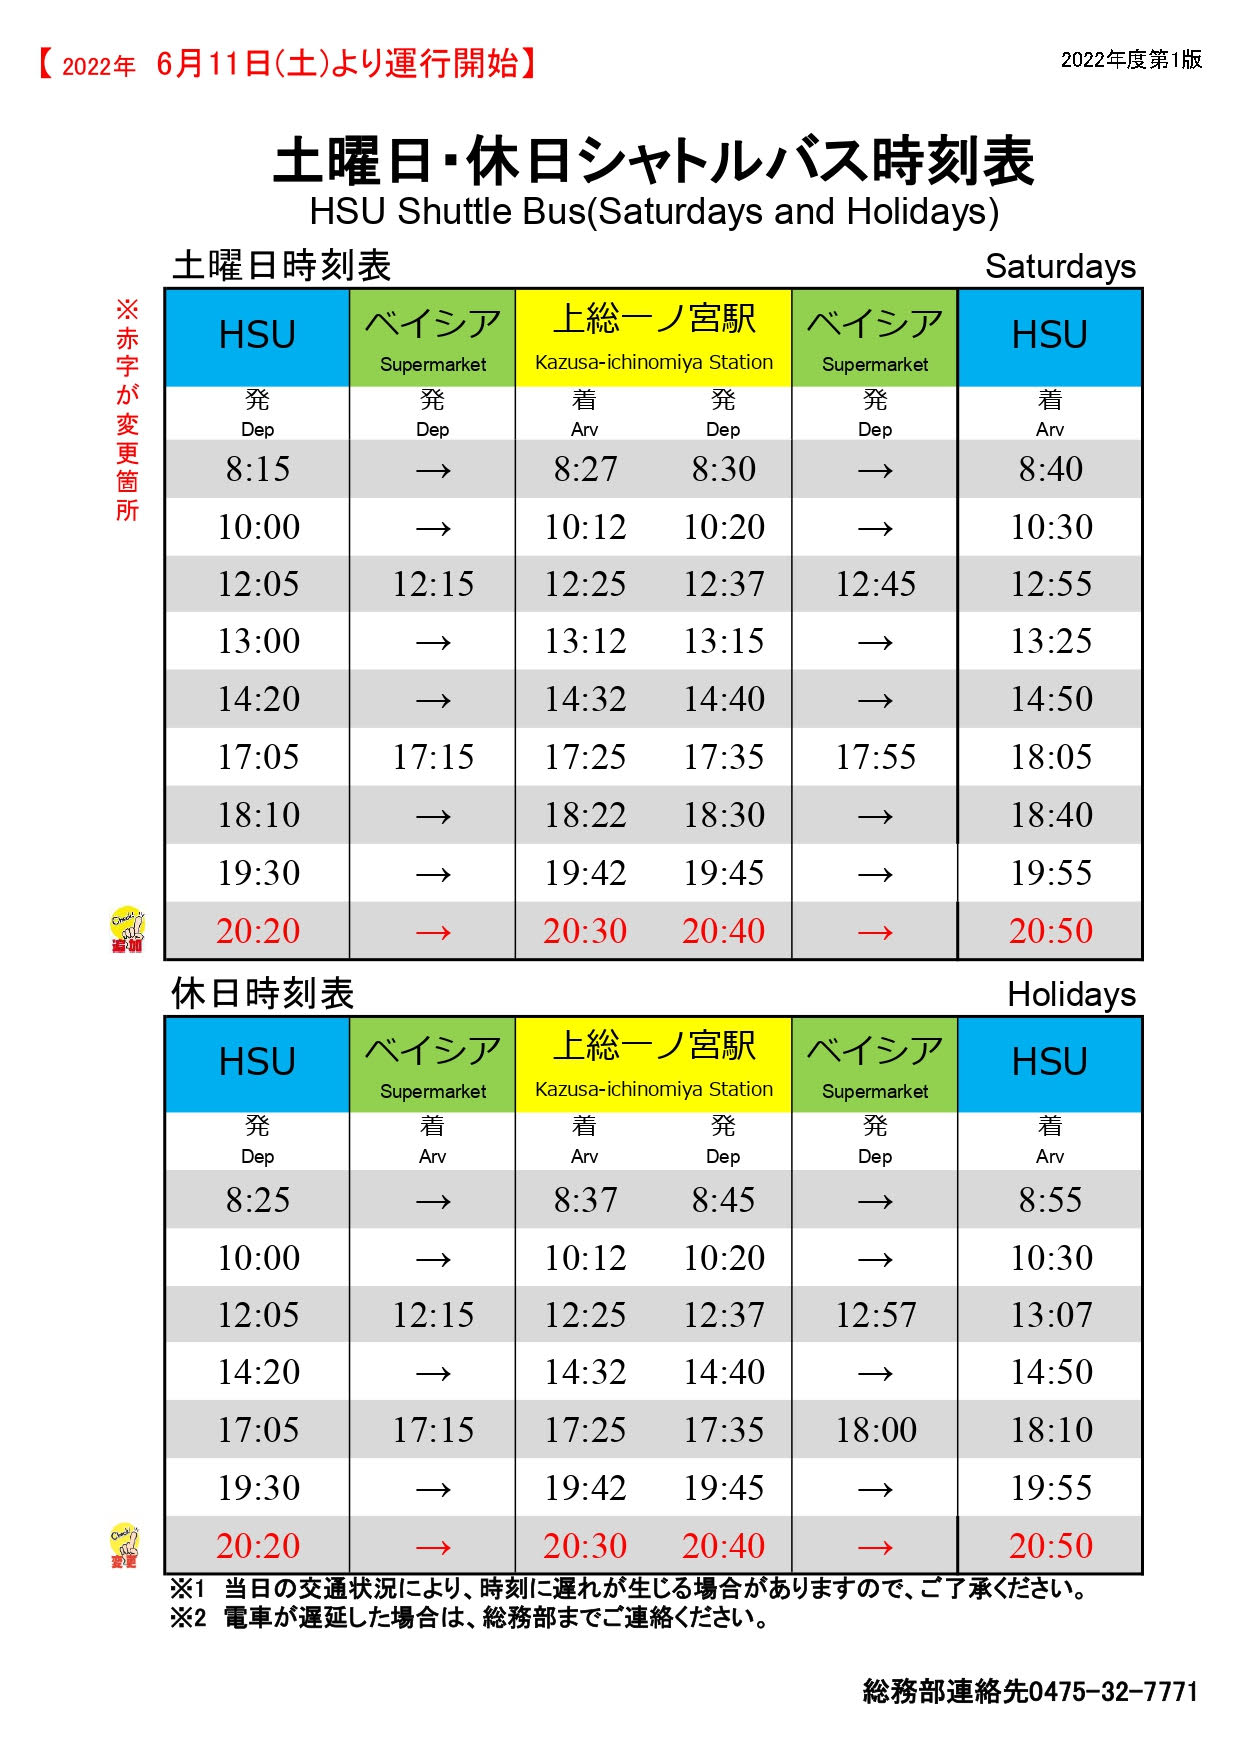 【 2022年 6月11日(土)より運行開始】
2022年度第1版
土曜日・休日シャトルバス時刻表
HSU Shuttle Bus(Saturdays and Holidays)
土曜日時刻表 Saturdays
※赤字が変更箇所
HSU ベイシア 上総一ノ宮駅 ベイシア HSU
Supermarket Kazusa-ichinomiya Station Supermarket
発 発 着 発 発 着
Dep Dep Arv Dep Dep Arv
8:15 → 8:27 8:30 → 8:40
10:00 → 10:12 10:20 → 10:30
12:05 12:15 12:25 12:37 12:45 12:55
13:00 → 13:12 13:15 → 13:25
14:20 → 14:32 14:40 → 14:50
17:05 17:15 17:25 17:35 17:55 18:05
18:10 → 18:22 18:30 → 18:40
19:30 → 19:42 19:45 → 19:55
Check!
追加
20:20 → 20:30 20:40 → 20:50
休日時刻表 Holidays
HSU ベイシア 上総一ノ宮駅 ベイシア HSU
Supermarket Kazusa-ichinomiya Station Supermarket
発 着 着 発 発 着
Dep Arv Arv Dep Dep Arv
8:25 → 8:37 8:45 → 8:55
10:00 → 10:12 10:20 → 10:30
12:05 12:15 12:25 12:37 12:57 13:07
14:20 → 14:32 14:40 → 14:50
17:05 17:15 17:25 17:35 18:00 18:10
19:30 → 19:42 19:45 → 19:55
Check!
変更
20:20 → 20:30 20:40 → 20:50
※1 当日の交通状況により、時刻に遅れが生じる場合がありますので、ご了承ください。
※2 電車が遅延した場合は、総務部までご連絡ください。
総務部連絡先0475-32-7771